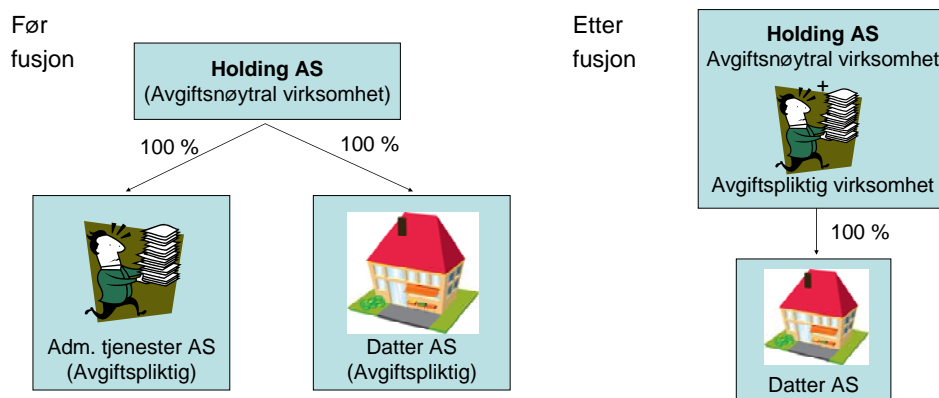 Før
fusjon
Holding AS
(Avgiftsnøytral virksomhet)
100 %
100 %
Adm. tjenester AS
(Avgiftspliktig)
Datter AS
(Avgiftspliktig)
Etter
fusjon
Holding AS
Avgiftsnøytral virksomhet
+
Avgiftspliktig virksomhet
100 %
Datter AS